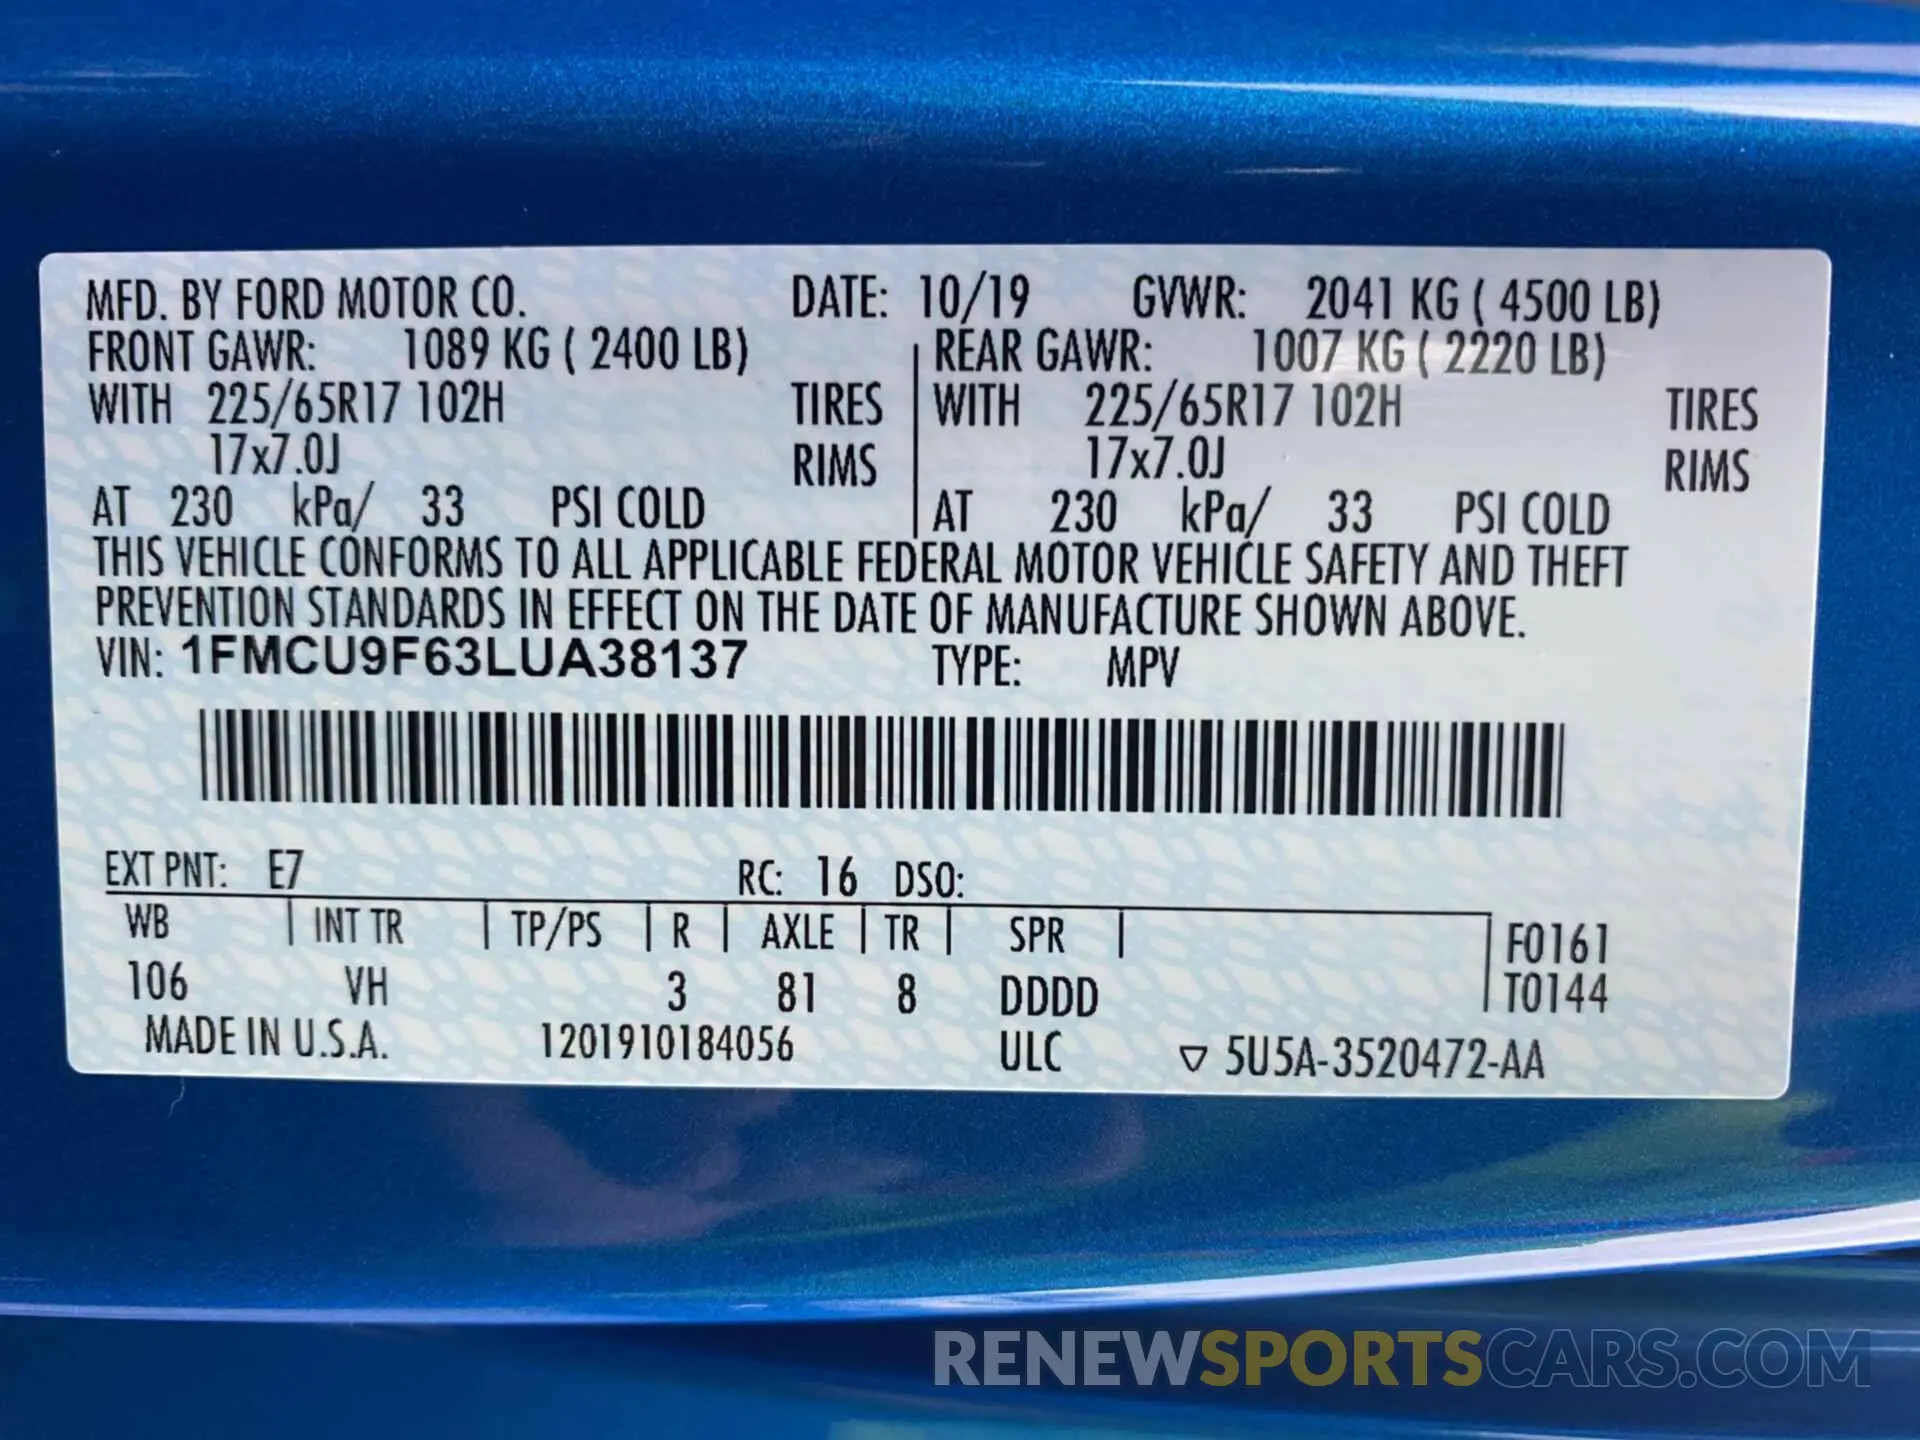 MFD. BY FORD MOTOR CO. DATE: 10/19 GVWR: 2041 KG ( 4500 LB)
FRONT GAWR: 1089 KG ( 2400 LB) REAR GAWR: 1007 KG ( 2220 LB)
WITH 225/65R17 102H TIRES WITH 225/65R17 102H TIRES
17x7.0J RIMS 17x7.0J RIMS
AT 230 kPa/ 33 PSI COLD AT 230 kPa/ 33 PSI COLD
THIS VEHICLE CONFORMS TO ALL APPLICABLE FEDERAL MOTOR VEHICLE SAFETY AND THEFT
PREVENTION STANDARDS IN EFFECT ON THE DATE OF MANUFACTURE SHOWN ABOVE.
VIN: 1FMCU9F63LUA38137 TYPE: MPV
EXT PNT: E7 RC: 16 DSO:
WB INT TR TP/PS R AXLE TR SPR F0161
106 VH 3 81 8 DDDD T0144
MADE IN U.S.A. 1201910184056 ULC ▽ 5U5A-3520472-AA
RENEWSPORTSCARS.COM